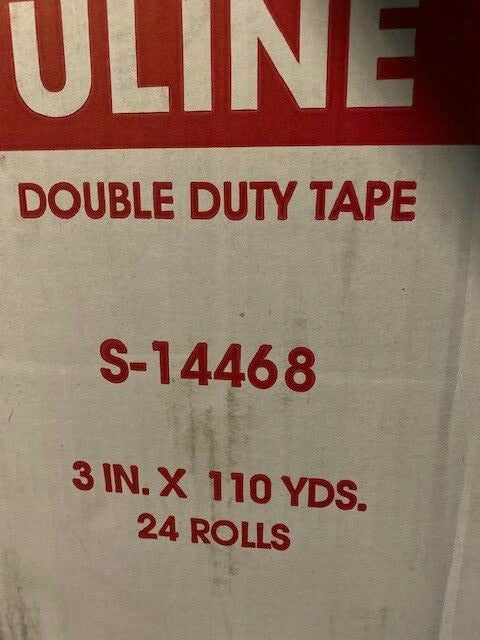 ULINE
DOUBLE DUTY TAPE
S-14468
3 IN. X 110 YDS.
24 ROLLS